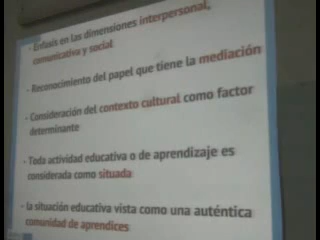 - Énfasis en las dimensiones interpersonal,
comunicativa y social
- Reconocimiento del papel que tiene la mediación
- Consideración del contexto cultural como factor
determinante
- Toda actividad educativa o de aprendizaje es
considerada como situada
- la situación educativa vista como una auténtica
comunidad de aprendices